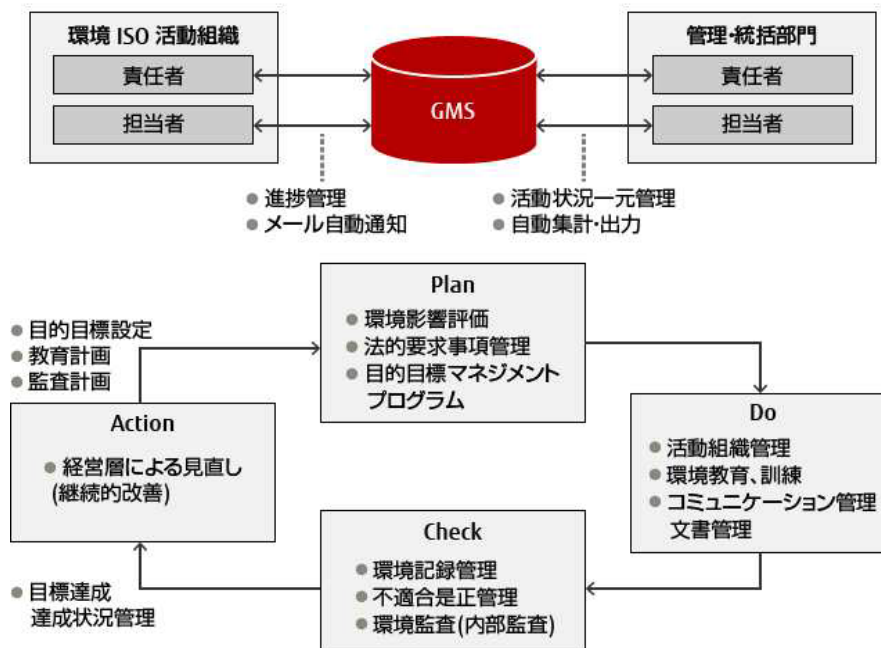 環境 ISO 活動組織
責任者
担当者
GMS
管理・統括部門
責任者
担当者
● 進捗管理
● メール自動通知
● 活動状況一元管理
● 自動集計・出力
Plan
● 環境影響評価
● 法的要求事項管理
● 目的目標マネジメント
プログラム
● 目的目標設定
● 教育計画
● 監査計画
Action
● 経営層による見直し
(継続的改善)
Do
● 活動組織管理
● 環境教育、訓練
● コミュニケーション管理
文書管理
Check
● 環境記録管理
● 不適合是正管理
● 環境監査(内部監査)
● 目標達成
達成状況管理